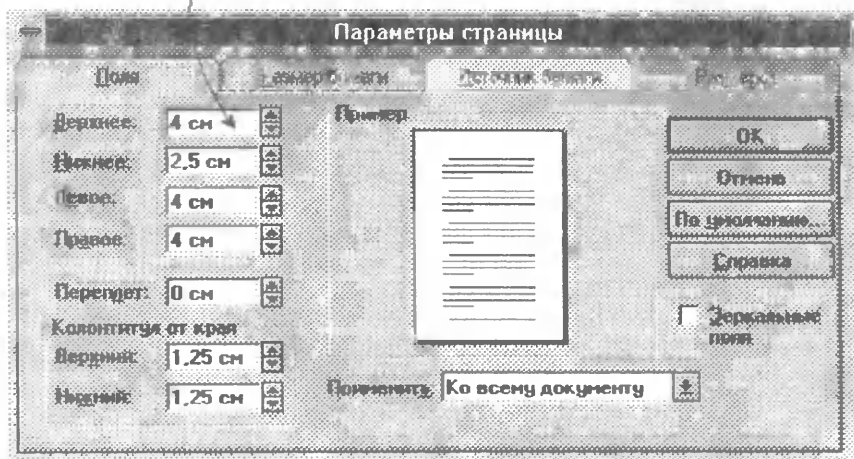 Параметры страницы
Поля
Верхнее: 4 см
Нижнее: 2,5 см
Левое: 4 см
Правое: 4 см
Переплет: 0 см
Колонтитул от края
Верхний: 1,25 см
Нижний: 1,25 см
Пример
Применить: Ко всему документу
OK
Отмена
По умолчанию...
Справка
Зеркальные
поля